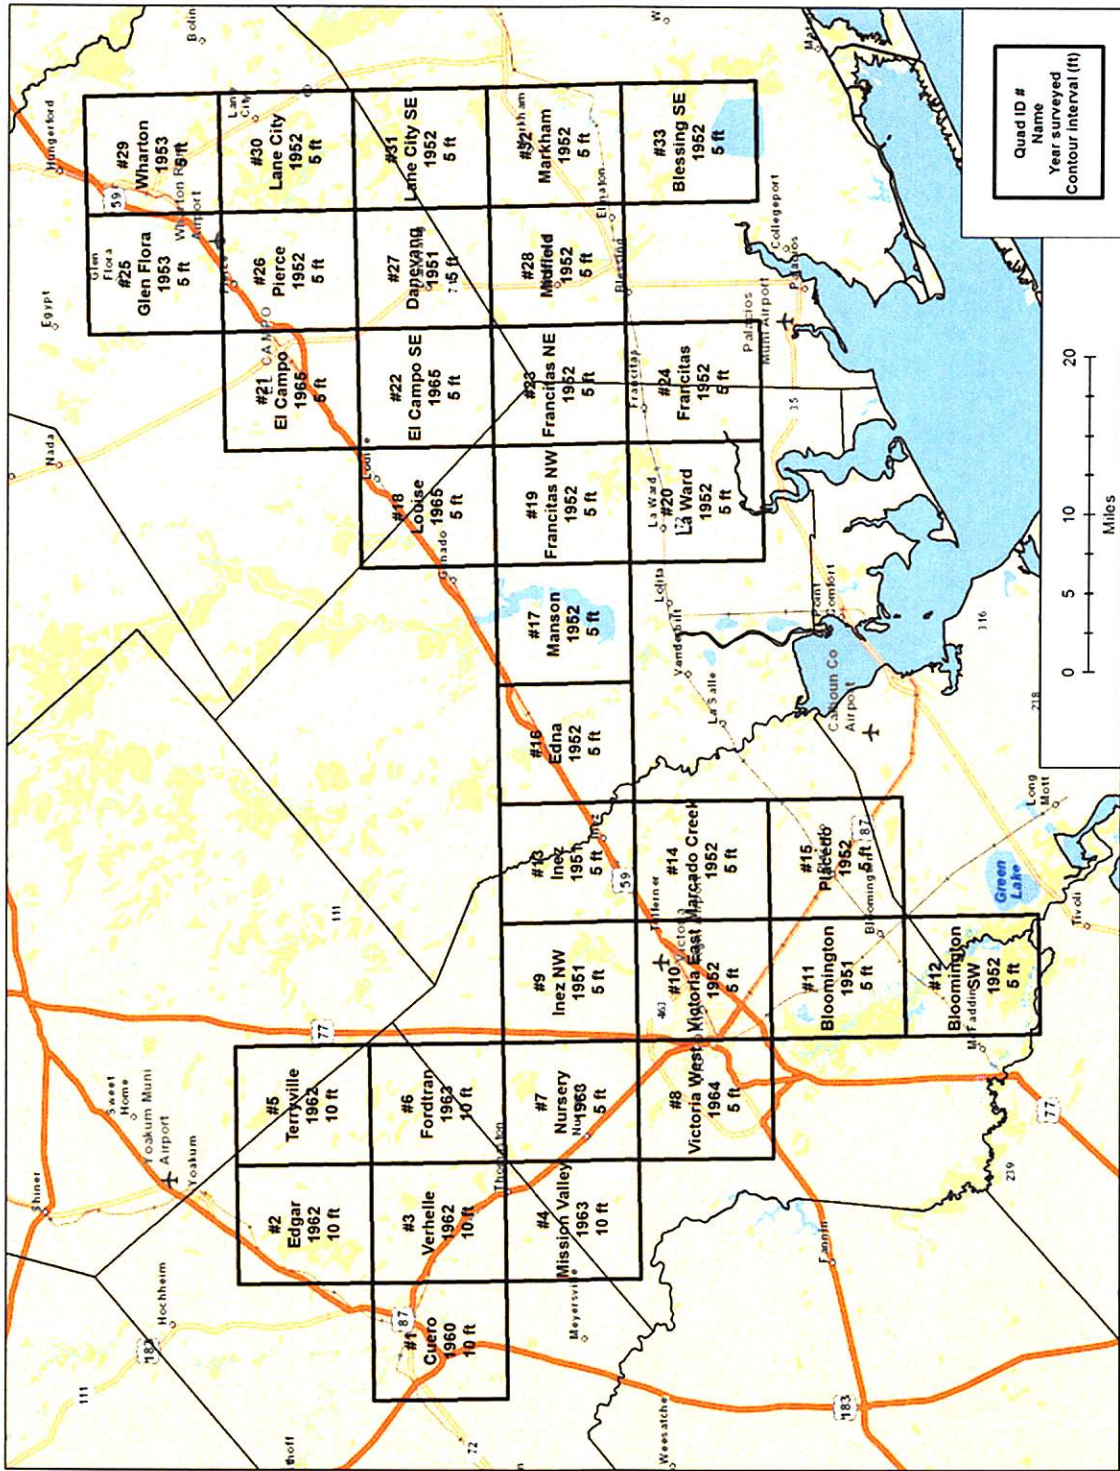 #1
Cuero
1960
10 ft
#2
Edgar
1962
10 ft
#3
Verhelle
1962
10 ft
#4
Mission Valley
1963
10 ft
#5
Terryville
1962
10 ft
#6
Fordtran
1963
10 ft
#7
Nursery
1963
5 ft
#8
Victoria West
1964
5 ft
#9
Inez NW
1951
5 ft
#10
Victoria East
1952
5 ft
#11
Bloomington
1951
5 ft
#12
Bloomington
SW
1952
5 ft
#13
Inez
1951
5 ft
#14
Marcado Creek
1952
5 ft
#15
Placedo
1952
5 ft
#16
Edna
1952
5 ft
#17
Manson
1952
5 ft
#18
Louise
1965
5 ft
#19
Francitas NW
1952
5 ft
#20
La Ward
1952
5 ft
#21
El Campo
1965
5 ft
#22
El Campo SE
1965
5 ft
#23
Francitas NE
1952
5 ft
#24
Francitas
1952
5 ft
#25
Glen Flora
1953
5 ft
#26
Pierce
1952
5 ft
#27
Danevang
1951
5 ft
#28
Midfield
1952
5 ft
#29
Wharton
1953
5 ft
#30
Lane City
1952
5 ft
#31
Lane City SE
1952
5 ft
#32
Markham
1952
5 ft
#33
Blessing SE
1952
5 ft
Quad ID #
Name
Year surveyed
Contour interval (ft)
0 5 10 20
Miles
Shiner
Sweet
Home
Yoakum Muni
Airport
Yoakum
Hochheim
Thomaston
Meyersville
Weesatche
Fannin
Telferner
Inez
Bloomington
McFaddin
Tivoli
Long
Mott
Green
Lake
La Salle
Vanderbilt
Lolita
La Ward
Point
Comfort
Calhoun Co
Airport
Ganado
Louise
EL CAMPO
Nada
Egypt
Glen
Flora
Hungerford
Wharton Rgnl
Airport
Pierce
Lane
City
Markham
Elmaton
Blessing
Francitas
Collegeport
Palacios
Palacios
Muni Airport
59
59
77
77
87
87
183
183
111
111
72
239
463
172
35
316
218